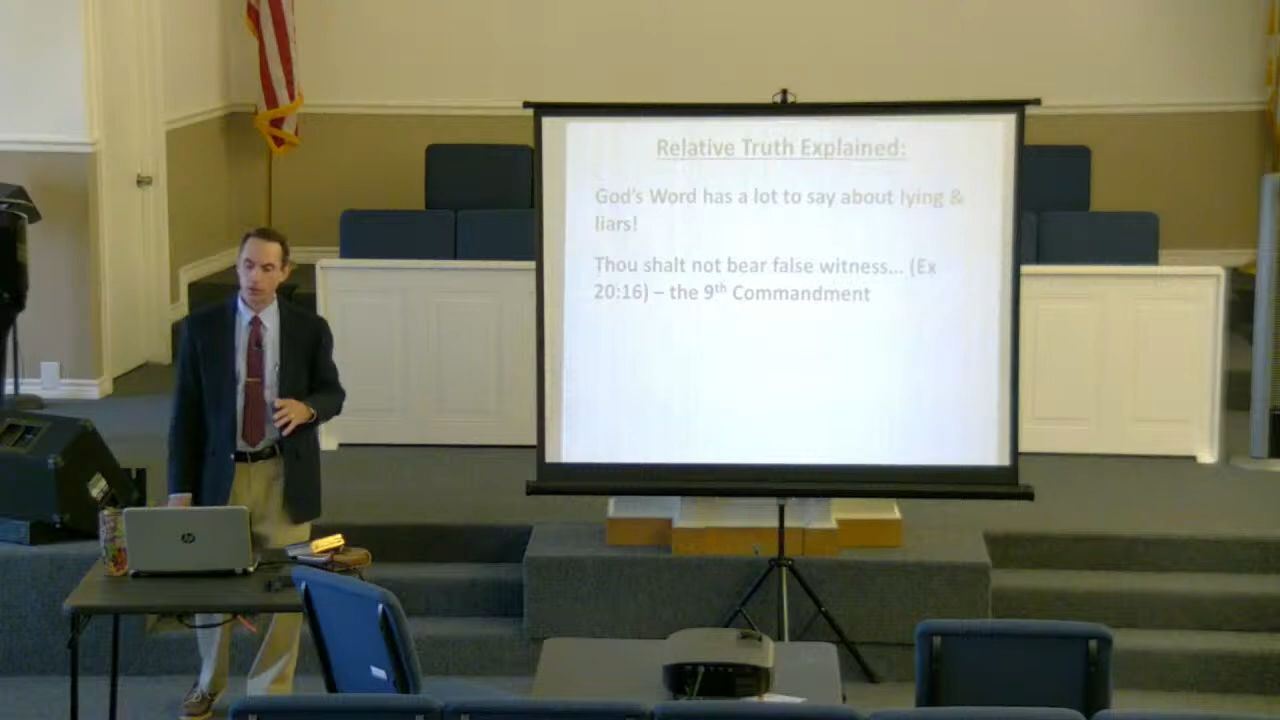 Relative Truth Explained:
God's Word has a lot to say about lying &
liars!
Thou shalt not bear false witness... (Ex
20:16) – the 9th Commandment
hp